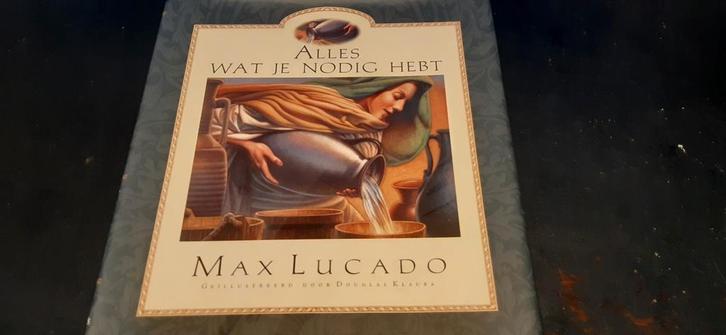 ALLES
WAT JE NODIG HEBT
MAX LUCADO
GEÏLLUSTREERD DOOR DOUGLAS KLAUBA